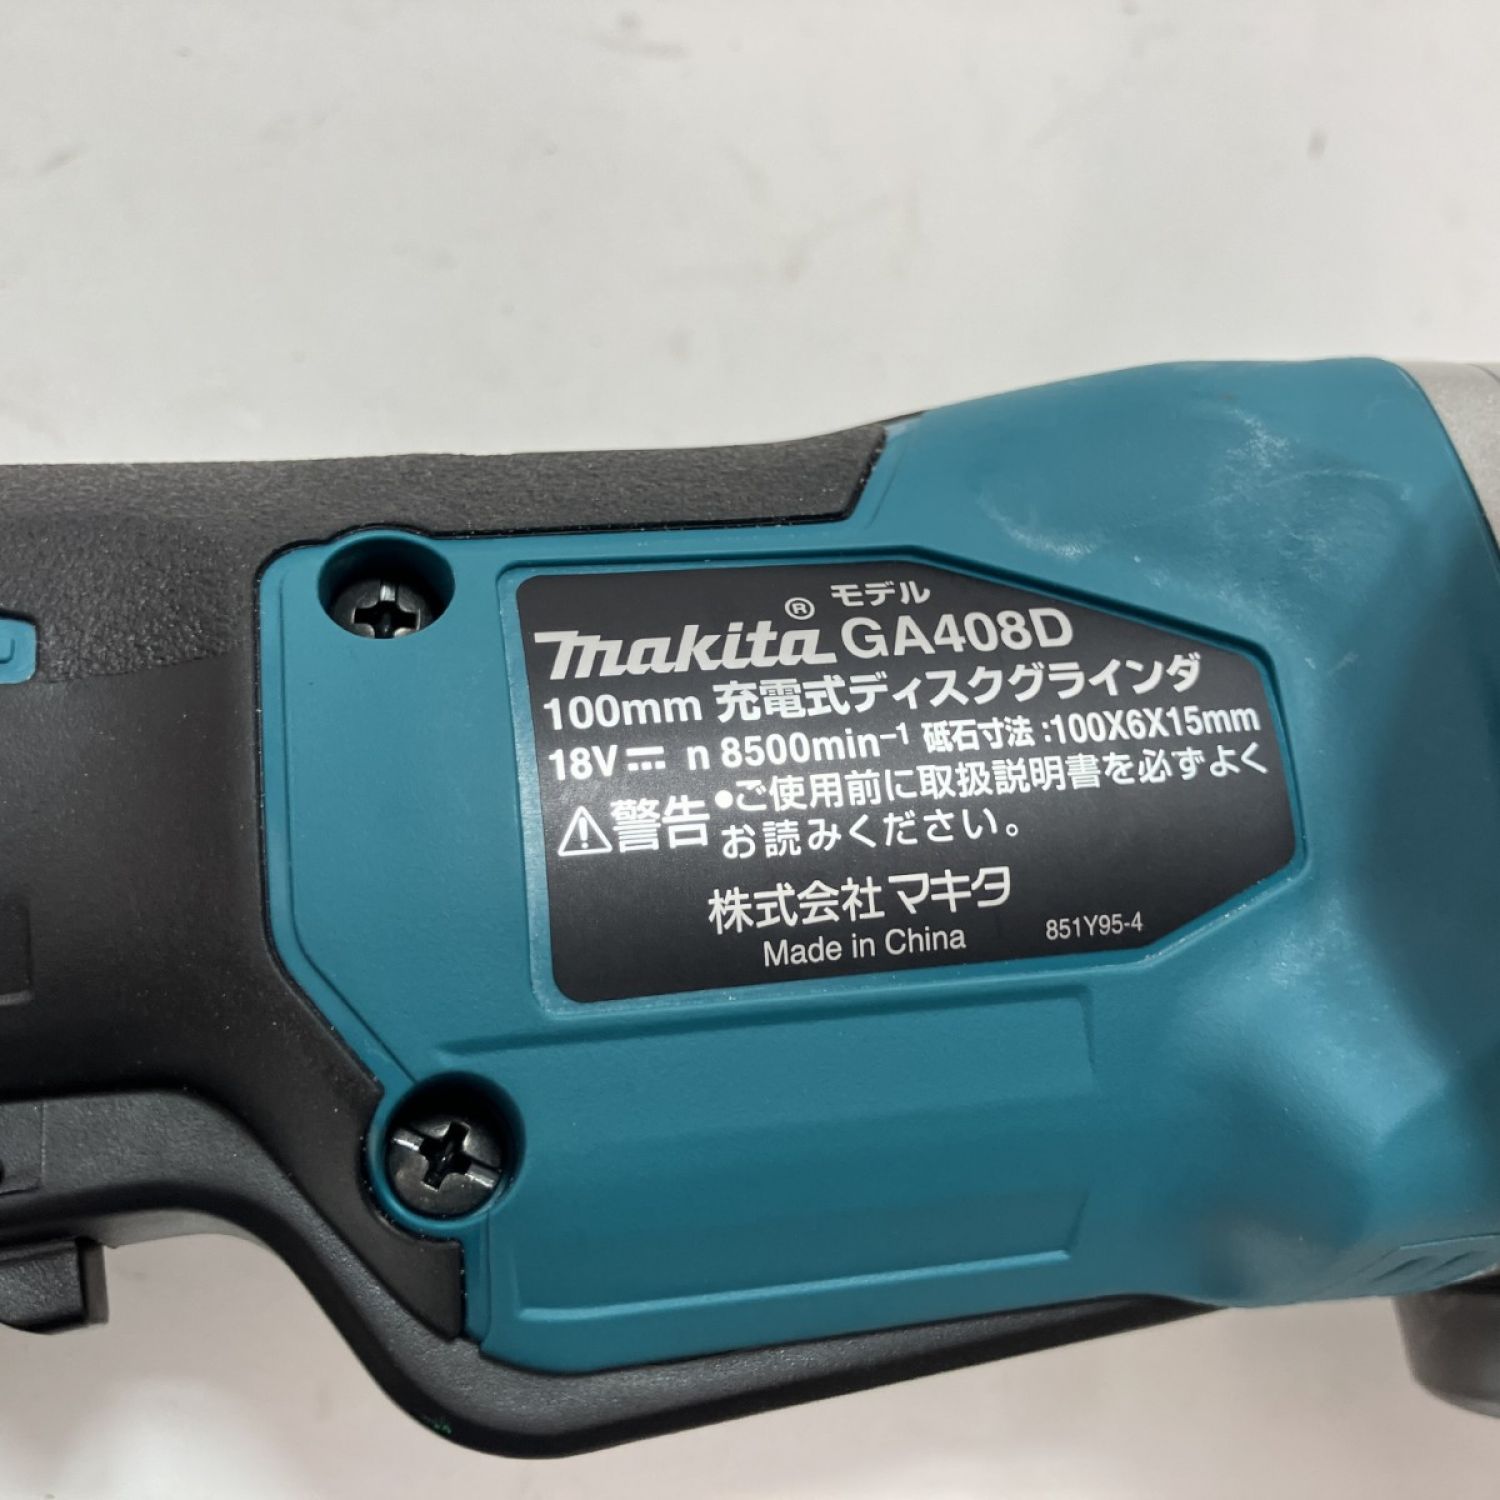 モデル
makita® GA408D
100mm 充電式ディスクグラインダ
18V⎓ n 8500min⁻¹ 砥石寸法:100X6X15mm
⚠警告 •ご使用前に取扱説明書を必ずよく
お読みください。
株式会社マキタ
Made in China 851Y95-4